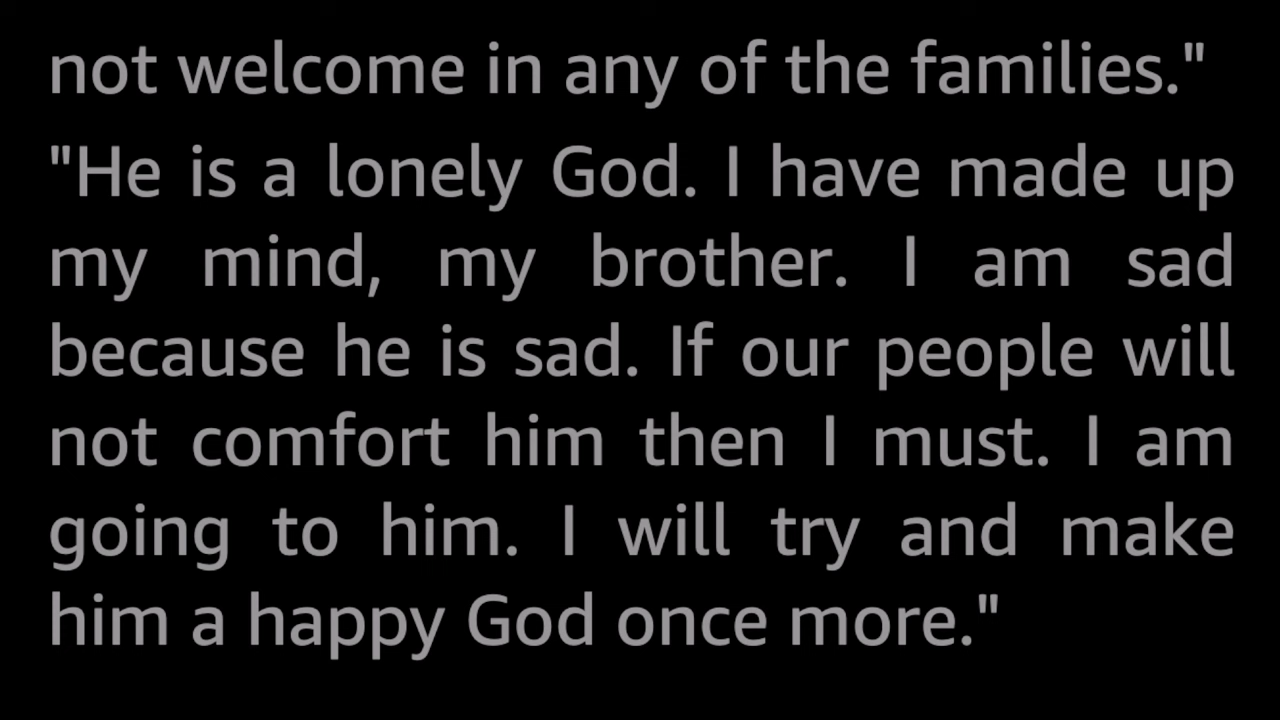 not welcome in any of the families."
"He is a lonely God. I have made up
my mind, my brother. I am sad
because he is sad. If our people will
not comfort him then I must. I am
going to him. I will try and make
him a happy God once more."